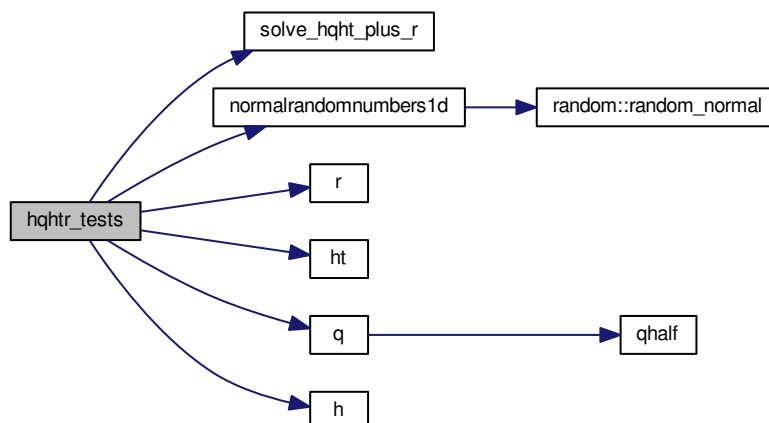 solve_hqht_plus_r
normalrandomnumbers1d
random::random_normal
r
hqhtr_tests
ht
q
qhalf
h